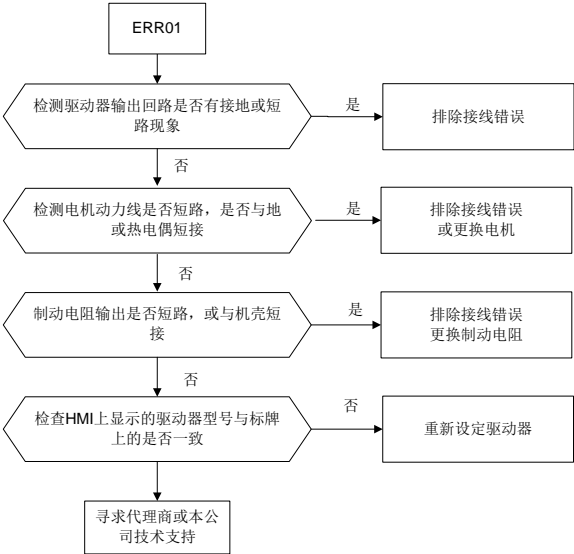 ERR01
检测驱动器输出回路是否有接地或短
路现象
是
排除接线错误
否
检测电机动力线是否短路，是否与地
或热电偶短接
是
排除接线错误
或更换电机
否
制动电阻输出是否短路，或与机壳短
接
是
排除接线错误
更换制动电阻
否
检查HMI上显示的驱动器型号与标牌
上的是否一致
否
重新设定驱动器
寻求代理商或本公
司技术支持